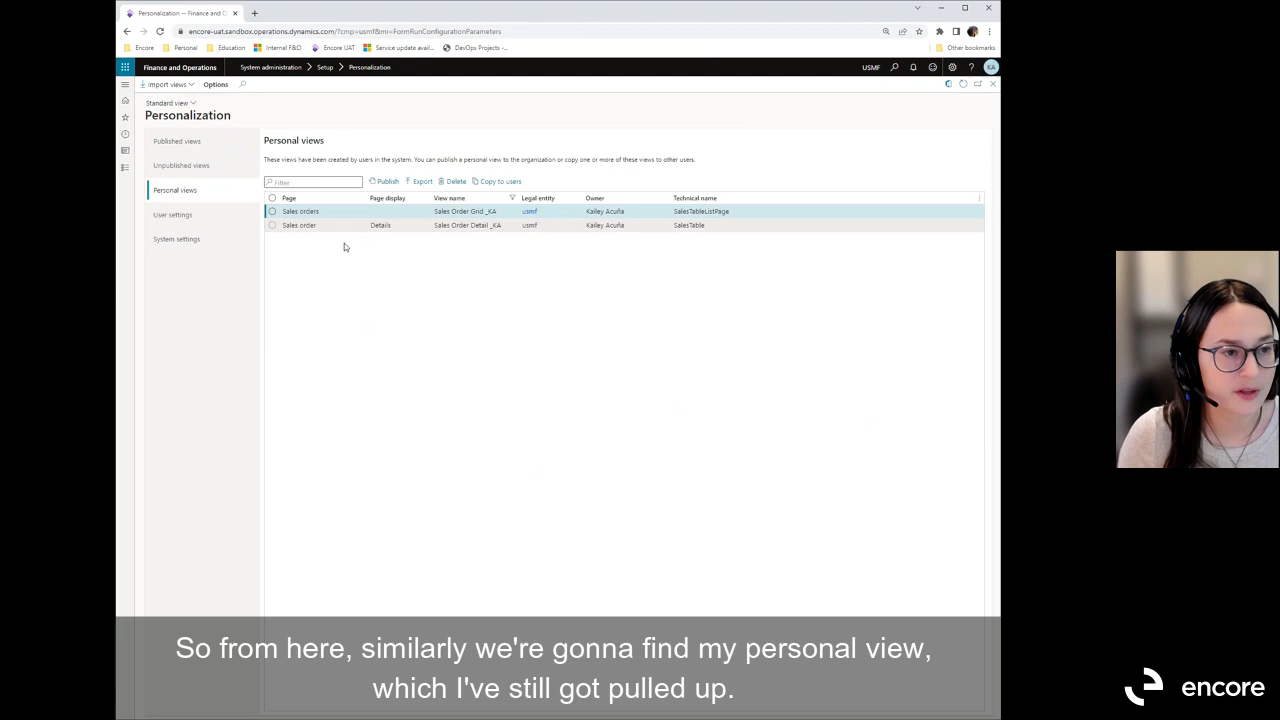 Personalization -- Finance and O
encore-uat.sandbox.operations.dynamics.com/?cmp=usmf&mi=FormRunConfigurationParameters
Encore Personal Education Internal F&O Encore UAT Service update avail... DevOps Projects -... Other bookmarks
Finance and Operations System administration Setup Personalization USMF ? KA
Import views Options
Standard view
Personalization
Published views
Unpublished views
Personal views
User settings
System settings
Personal views
These views have been created by users in the system. You can publish a personal view to the organization or copy one or more of these views to other users.
Filter Publish Export Delete Copy to users
Page Page display View name Legal entity Owner Technical name
Sales orders Sales Order Grid _KA usmf Kailey Acuña SalesTableListPage
Sales order Details Sales Order Detail _KA usmf Kailey Acuña SalesTable
So from here, similarly we're gonna find my personal view,
which I've still got pulled up.
encore